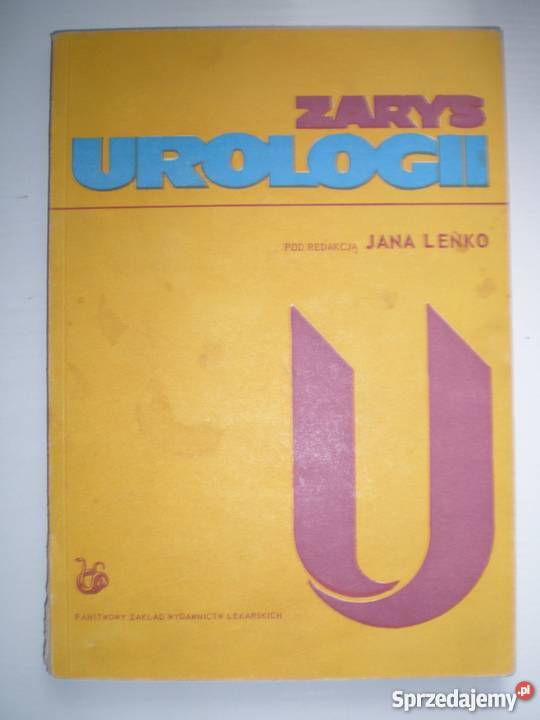 ZARYS
UROLOGII
POD REDAKCJĄ JANA LEŃKO
U
PAŃSTWOWY ZAKŁAD WYDAWNICTW LEKARSKICH
Sprzedajemy.pl